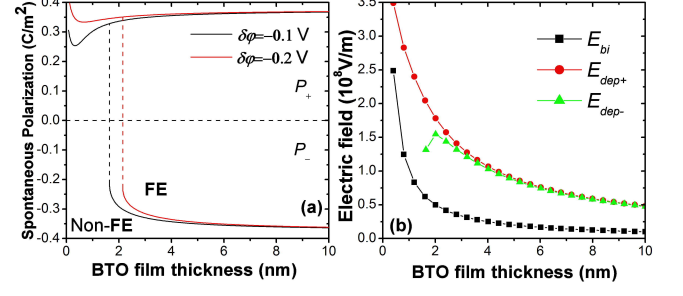 0.4
0.3
0.2
0.1
0.0
-0.1
-0.2
-0.3
-0.4
Spontaneous Polarization (C/m²)
δφ=−0.1 V
δφ=−0.2 V
P+
P−
FE
Non-FE
(a)
0 2 4 6 8 10
BTO film thickness (nm)
3.5
3.0
2.5
2.0
1.5
1.0
0.5
0.0
Electric field (10⁸V/m)
E_bi
E_dep+
E_dep-
(b)
0 2 4 6 8 10
BTO film thickness (nm)